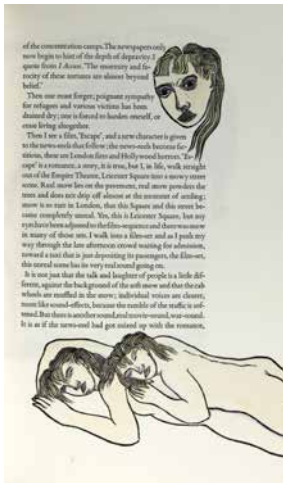 of the concentration camps. The newspapers only
now begin to hint of the depth of depravity. I
quote from I Accuse. "The enormity and fe-
rocity of these tortures are almost beyond
belief."
Then one must forget; poignant sympathy
for refugees and various victims has been
drained dry; one is forced to harden oneself, or
cease living altogether.
Then I see a film, 'Escape', and a new character is given
to the news-reels that follow; the news-reels become fic-
titious, these are London fires and Hollywood horrors. 'Es-
cape' is a romance, a story, it is true, but I, in life, walk straight
out of the Empire Theatre, Leicester Square into a snowy street
scene. Real snow lies on the pavement, real snow powders the
trees and does not drip off almost at the moment of settling;
snow is so rare in London, that this Square and this street be-
came completely unreal. Yes, this is Leicester Square, but my
eyes have been adjusted to the film-sequence and there was snow
in many of those sets. I walk into a film-set and as I push my
way through the late afternoon crowd waiting for admission,
toward a taxi that is just depositing its passengers, the film-set,
this unreal scene has its very real sound going on.
It is not just that the talk and laughter of people is a little dif-
ferent, against the background of the soft snow and that the cab
wheels are muffled in the snow; individual voices are clearer,
more like sound-effects, because the rumble of the traffic is sof-
tened. But there is another sound, real movie-sound, war-sound.
It is as if the news-reel had got mixed up with the romance,